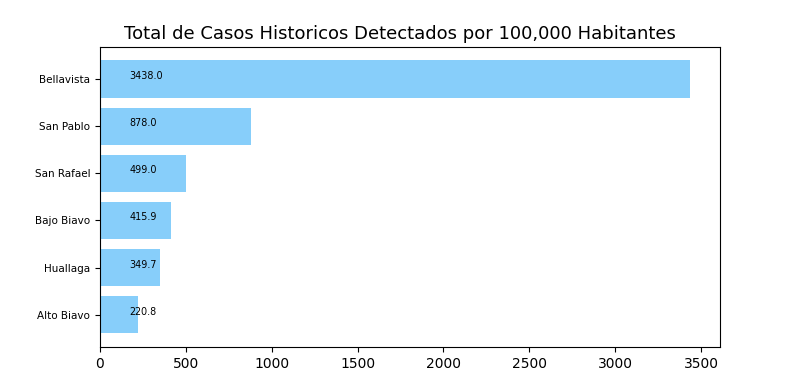 Total de Casos Historicos Detectados por 100,000 Habitantes
Bellavista 3438.0
San Pablo 878.0
San Rafael 499.0
Bajo Biavo 415.9
Huallaga 349.7
Alto Biavo 220.8
0 500 1000 1500 2000 2500 3000 3500